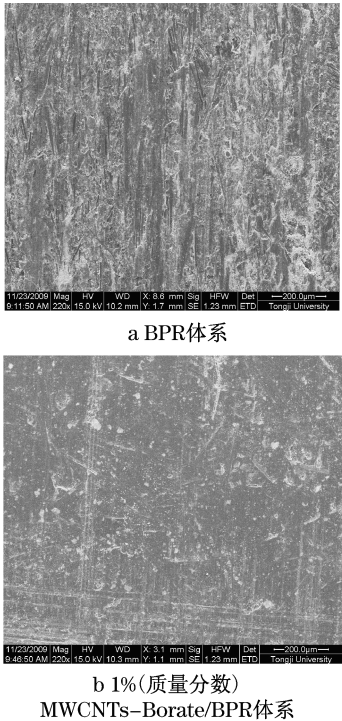 11/23/2009 Mag HV WD X: 8.6 mm Sig HFW Det 200.0μm
9:11:50 AM 220x 15.0 kV 10.2 mm Y: 1.7 mm SE 1.23 mm ETD Tongji University
a BPR体系
11/23/2009 Mag HV WD X: 3.1 mm Sig HFW Det 200.0μm
9:46:50 AM 220x 15.0 kV 10.3 mm Y: 1.1 mm SE 1.23 mm ETD Tongji University
b 1%(质量分数)
MWCNTs-Borate/BPR体系